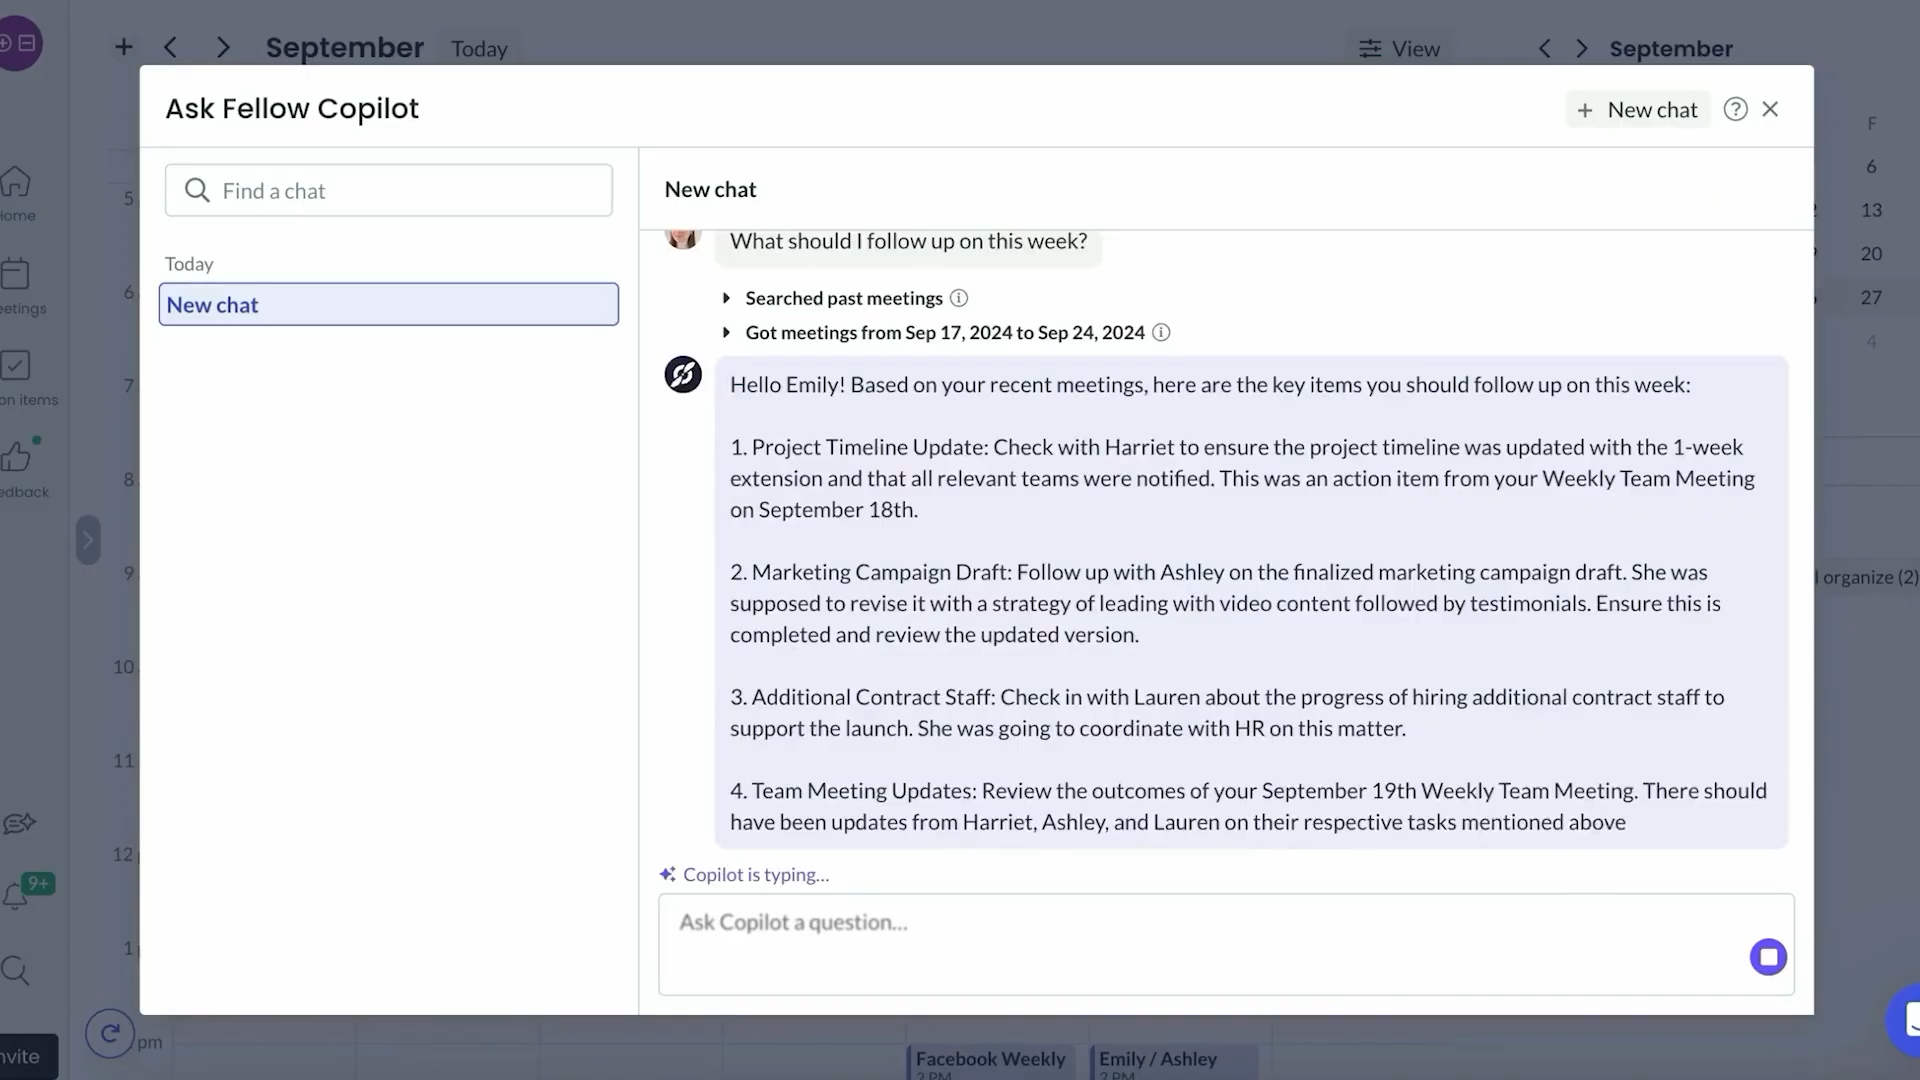 September
Today
View
September
Ask Fellow Copilot
New chat
F
6
13
20
27
4
Find a chat
Today
New chat
New chat
What should I follow up on this week?
Searched past meetings
Got meetings from Sep 17, 2024 to Sep 24, 2024
Hello Emily! Based on your recent meetings, here are the key items you should follow up on this week:
1. Project Timeline Update: Check with Harriet to ensure the project timeline was updated with the 1-week
extension and that all relevant teams were notified. This was an action item from your Weekly Team Meeting
on September 18th.
2. Marketing Campaign Draft: Follow up with Ashley on the finalized marketing campaign draft. She was
supposed to revise it with a strategy of leading with video content followed by testimonials. Ensure this is
completed and review the updated version.
3. Additional Contract Staff: Check in with Lauren about the progress of hiring additional contract staff to
support the launch. She was going to coordinate with HR on this matter.
4. Team Meeting Updates: Review the outcomes of your September 19th Weekly Team Meeting. There should
have been updates from Harriet, Ashley, and Lauren on their respective tasks mentioned above
Copilot is typing...
Ask Copilot a question...
ome
eetings
on items
edback
9+
nvite
5
6
7
8
9
10
11
12
1
pm
organize (2)
Facebook Weekly
2 PM
Emily / Ashley
2 PM